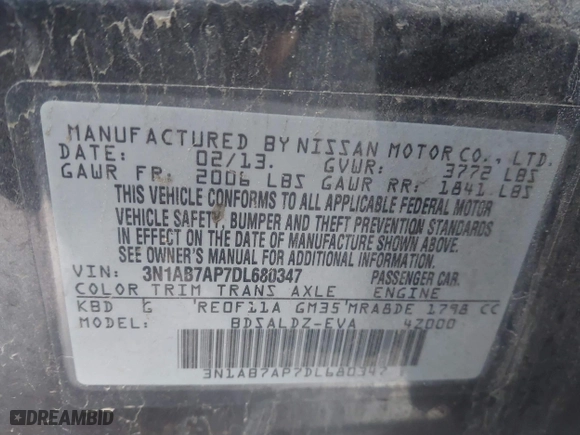 MANUFACTURED BY NISSAN MOTOR CO., LTD.
DATE: 02/13. GVWR: 3772 LBS
GAWR FR: 2006 LBS GAWR RR: 1841 LBS
THIS VEHICLE CONFORMS TO ALL APPLICABLE FEDERAL MOTOR
VEHICLE SAFETY, BUMPER AND THEFT PREVENTION STANDARDS
IN EFFECT ON THE DATE OF MANUFACTURE SHOWN ABOVE.
SEE OWNER'S MANUAL FOR ADDITIONAL INFORMATION.
VIN: 3N1AB7AP7DL680347 PASSENGER CAR.
COLOR TRIM TRANS AXLE ENGINE
KBD G RE0F11A GM35 MRA8DE 1798 CC
MODEL: BDSALDZ-EVA 4Z000
3N1AB7AP7DL680347
DREAMBID